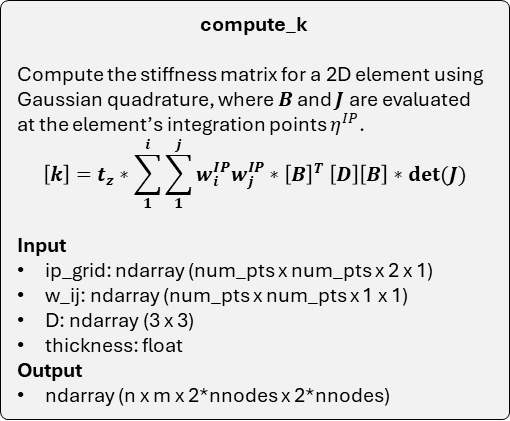 compute_k
Compute the stiffness matrix for a 2D element using
Gaussian quadrature, where B and J are evaluated
at the element's integration points η^IP.
[k] = t_z * ∑_1^i ∑_1^j w_i^IP w_j^IP * [B]^T [D][B] * det(J)
Input
• ip_grid: ndarray (num_pts x num_pts x 2 x 1)
• w_ij: ndarray (num_pts x num_pts x 1 x 1)
• D: ndarray (3 x 3)
• thickness: float
Output
• ndarray (n x m x 2*nnodes x 2*nnodes)